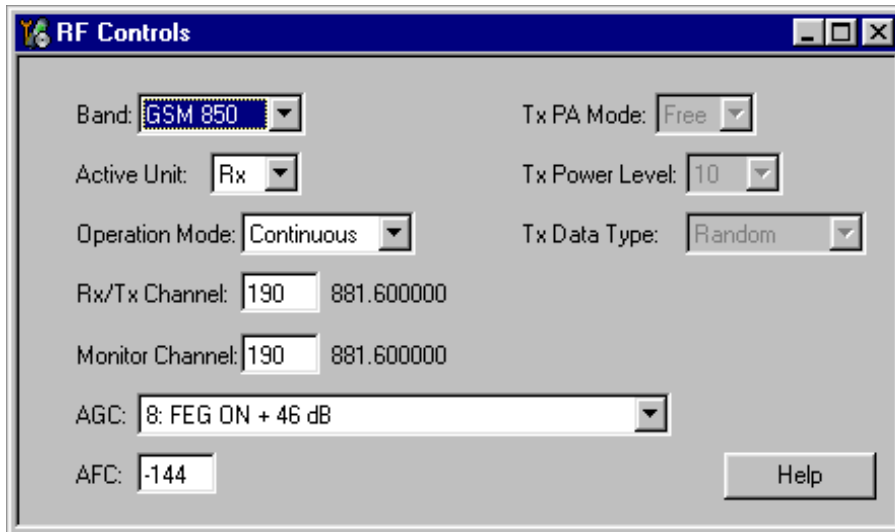 RF Controls
Band: GSM 850
Tx PA Mode: Free
Active Unit: Rx
Tx Power Level: 10
Operation Mode: Continuous
Tx Data Type: Random
Rx/Tx Channel: 190 881.600000
Monitor Channel: 190 881.600000
AGC: 8: FEG ON + 46 dB
AFC: -144
Help